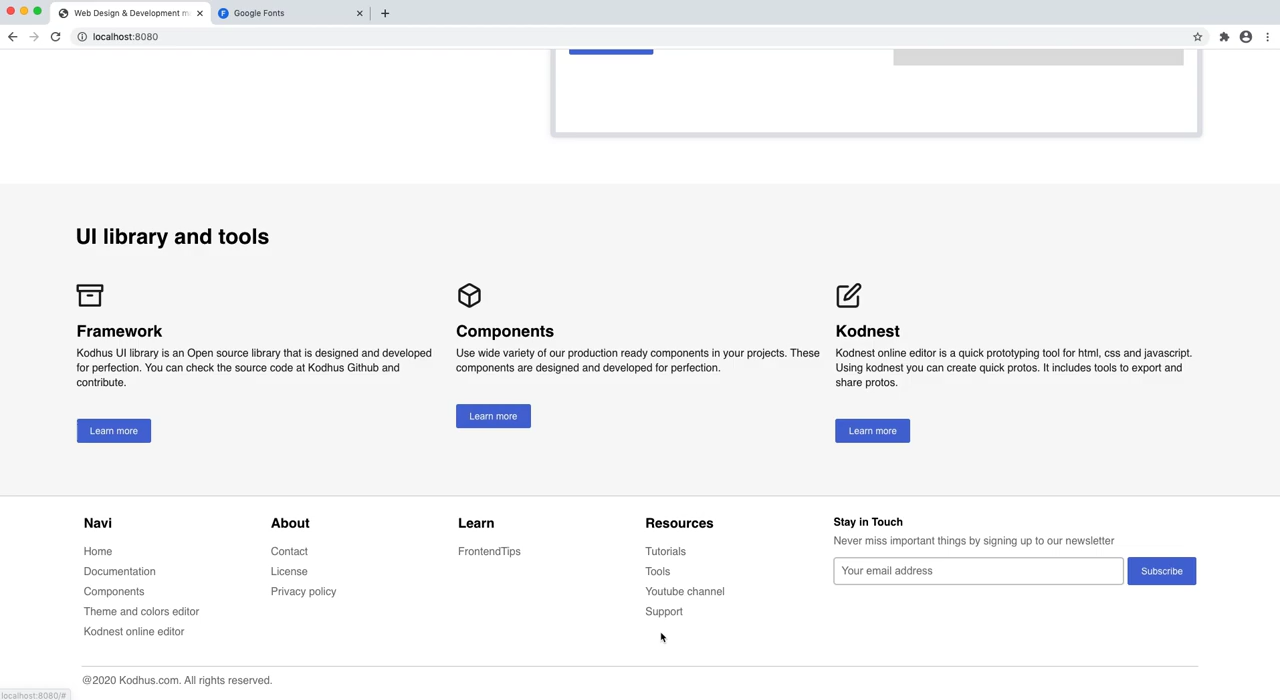 Web Design & Development m
Google Fonts
localhost:8080
UI library and tools
Framework
Kodhus UI library is an Open source library that is designed and developed
for perfection. You can check the source code at Kodhus Github and
contribute.
Learn more
Components
Use wide variety of our production ready components in your projects. These
components are designed and developed for perfection.
Learn more
Kodnest
Kodnest online editor is a quick prototyping tool for html, css and javascript.
Using kodnest you can create quick protos. It includes tools to export and
share protos.
Learn more
Navi
Home
Documentation
Components
Theme and colors editor
Kodnest online editor
About
Contact
License
Privacy policy
Learn
FrontendTips
Resources
Tutorials
Tools
Youtube channel
Support
Stay in Touch
Never miss important things by signing up to our newsletter
Your email address
Subscribe
@2020 Kodhus.com. All rights reserved.
localhost:8080/#